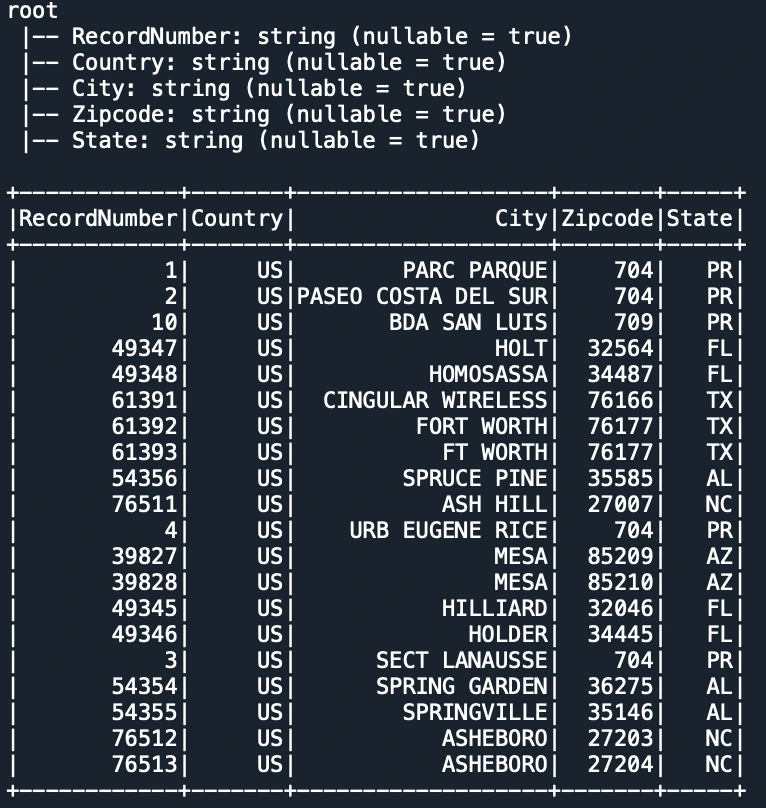 root
 |-- RecordNumber: string (nullable = true)
 |-- Country: string (nullable = true)
 |-- City: string (nullable = true)
 |-- Zipcode: string (nullable = true)
 |-- State: string (nullable = true)

+------------+-------+-------------------+-------+-----+
|RecordNumber|Country|               City|Zipcode|State|
+------------+-------+-------------------+-------+-----+
|           1|     US|        PARC PARQUE|    704|   PR|
|           2|     US|PASEO COSTA DEL SUR|    704|   PR|
|          10|     US|       BDA SAN LUIS|    709|   PR|
|       49347|     US|               HOLT|  32564|   FL|
|       49348|     US|          HOMOSASSA|  34487|   FL|
|       61391|     US|  CINGULAR WIRELESS|  76166|   TX|
|       61392|     US|         FORT WORTH|  76177|   TX|
|       61393|     US|           FT WORTH|  76177|   TX|
|       54356|     US|        SPRUCE PINE|  35585|   AL|
|       76511|     US|           ASH HILL|  27007|   NC|
|           4|     US|    URB EUGENE RICE|    704|   PR|
|       39827|     US|               MESA|  85209|   AZ|
|       39828|     US|               MESA|  85210|   AZ|
|       49345|     US|           HILLIARD|  32046|   FL|
|       49346|     US|             HOLDER|  34445|   FL|
|           3|     US|      SECT LANAUSSE|    704|   PR|
|       54354|     US|      SPRING GARDEN|  36275|   AL|
|       54355|     US|        SPRINGVILLE|  35146|   AL|
|       76512|     US|           ASHEBORO|  27203|   NC|
|       76513|     US|           ASHEBORO|  27204|   NC|
+------------+-------+-------------------+-------+-----+